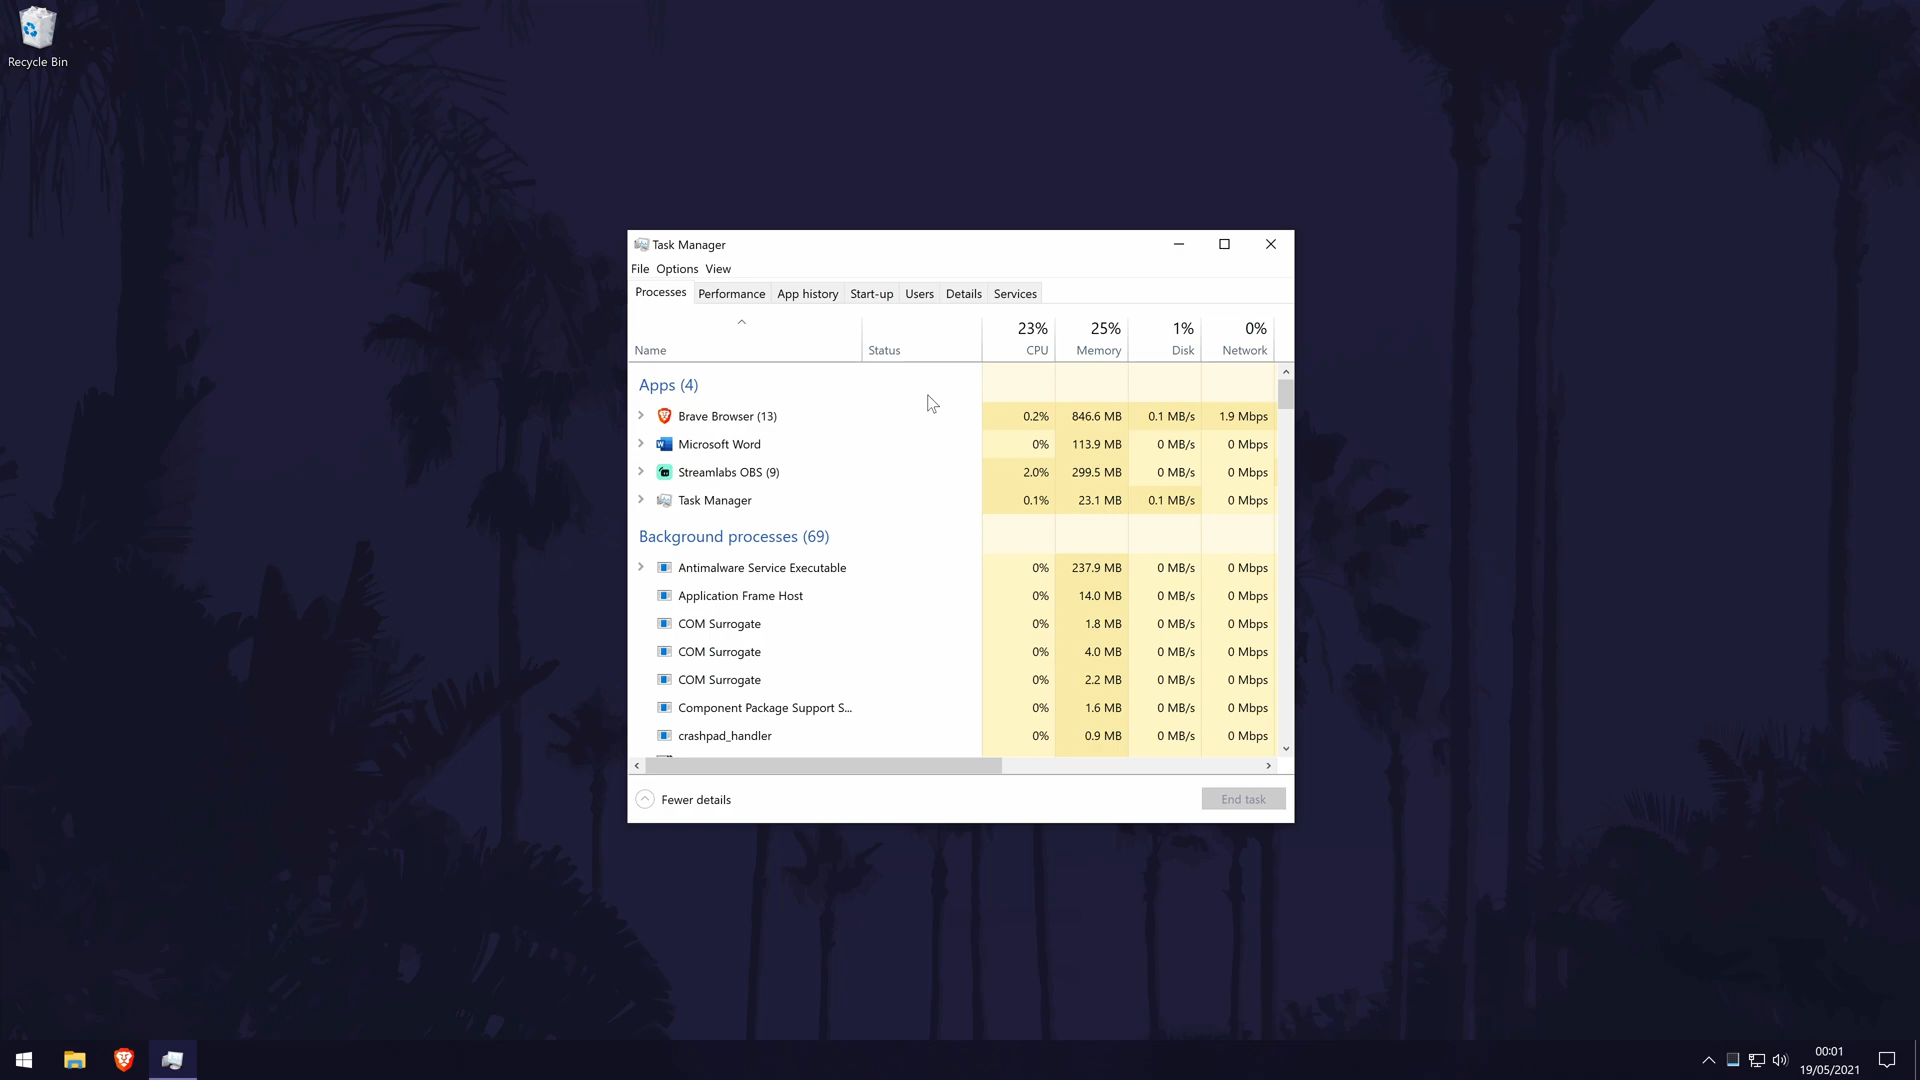 Recycle Bin
Task Manager
File Options View
Processes Performance App history Start-up Users Details Services
23% 25% 1% 0%
Name Status CPU Memory Disk Network
Apps (4)
Brave Browser (13) 0.2% 846.6 MB 0.1 MB/s 1.9 Mbps
Microsoft Word 0% 113.9 MB 0 MB/s 0 Mbps
Streamlabs OBS (9) 2.0% 299.5 MB 0 MB/s 0 Mbps
Task Manager 0.1% 23.1 MB 0.1 MB/s 0 Mbps
Background processes (69)
Antimalware Service Executable 0% 237.9 MB 0 MB/s 0 Mbps
Application Frame Host 0% 14.0 MB 0 MB/s 0 Mbps
COM Surrogate 0% 1.8 MB 0 MB/s 0 Mbps
COM Surrogate 0% 4.0 MB 0 MB/s 0 Mbps
COM Surrogate 0% 2.2 MB 0 MB/s 0 Mbps
Component Package Support S... 0% 1.6 MB 0 MB/s 0 Mbps
crashpad_handler 0% 0.9 MB 0 MB/s 0 Mbps
Fewer details End task
00:01
19/05/2021